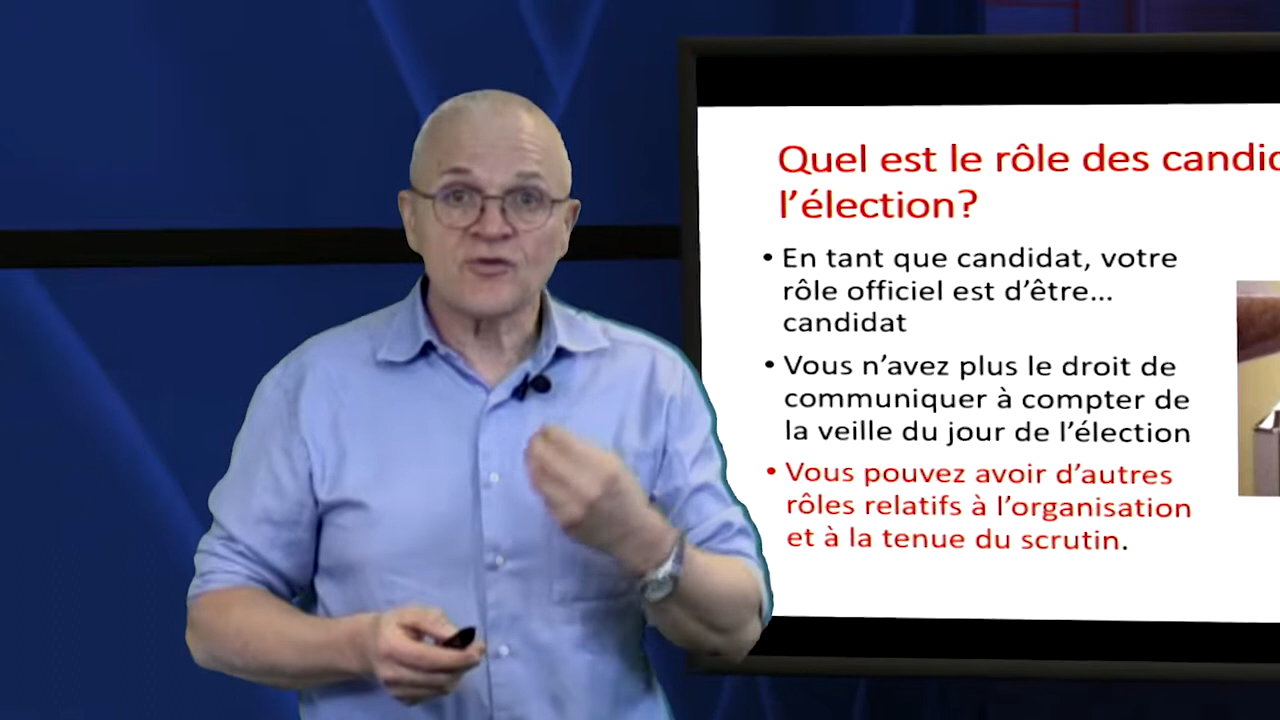 Quel est le rôle des candid
l'élection?
• En tant que candidat, votre
rôle officiel est d'être...
candidat
• Vous n'avez plus le droit de
communiquer à compter de
la veille du jour de l'élection
• Vous pouvez avoir d'autres
rôles relatifs à l'organisation
et à la tenue du scrutin.